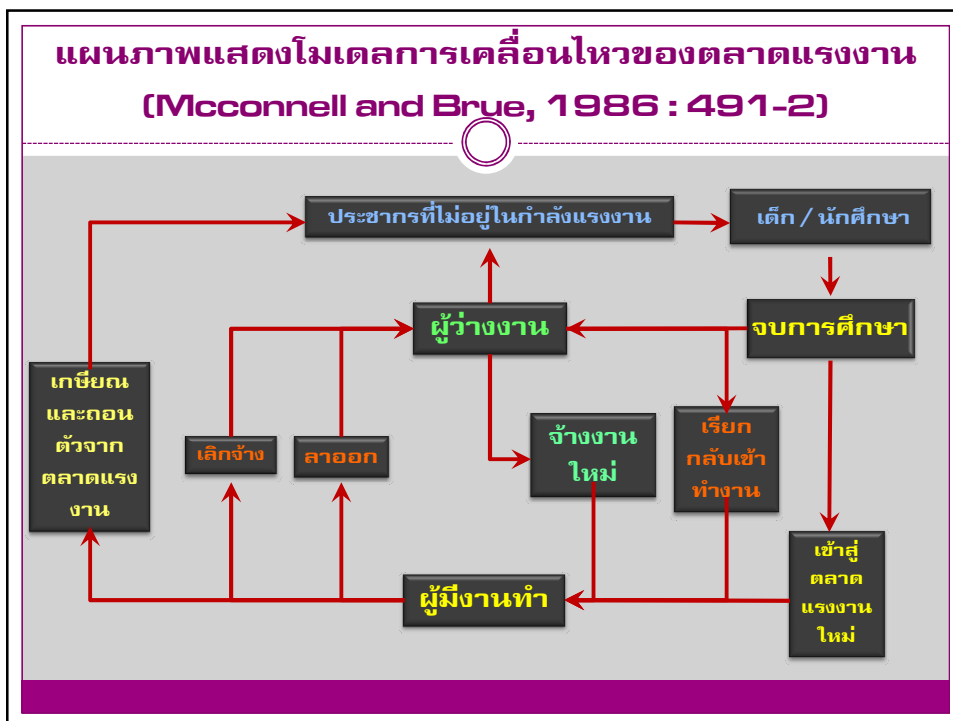 แผนภาพแสดงโมเดลการเคลื่อนไหวของตลาดแรงงาน
(Mcconnell and Brue, 1986 : 491-2)
ประชากรที่ไม่อยู่ในกำลังแรงงาน
เด็ก / นักศึกษา
ผู้ว่างงาน
จบการศึกษา
เกษียณ
และถอน
ตัวจาก
ตลาดแรง
งาน
เลิกจ้าง
ลาออก
จ้างงาน
ใหม่
เรียก
กลับเข้า
ทำงาน
ผู้มีงานทำ
เข้าสู่
ตลาด
แรงงาน
ใหม่